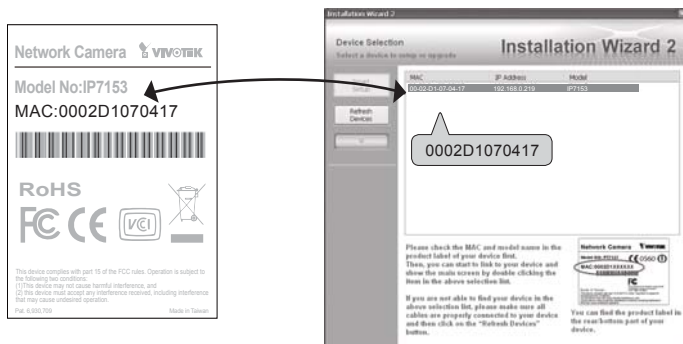 Network Camera VIVOTEK
Model No:IP7153
MAC:0002D1070417
RoHS
FC CE VCI
This device complies with part 15 of the FCC rules. Operation is subject to
the following two conditions:
(1)This device may not cause harmful interference, and
(2) this device must accept any interference received, including interference
that may cause undesired operation.
Pat. 6,930,709 Made in Taiwan
Installation Wizard 2
Device Selection
Select a device to setup or upgrade
Installation Wizard 2
Setup
Refresh
Devices
MAC IP Address Model
00-02-D1-07-04-17 192.168.0.219 IP7153
0002D1070417
Please check the MAC and model name in the
product label of your device first.
Then, you can start to link to your device and
show the main screen by double clicking the
item in the above selection list.
If you are not able to find your device in the
above selection list, please make sure all
cables are properly connected to your device
and then click on the "Refresh Devices"
button.
Network Camera
0560
You can find the product label in
the rear/bottom part of your
device.